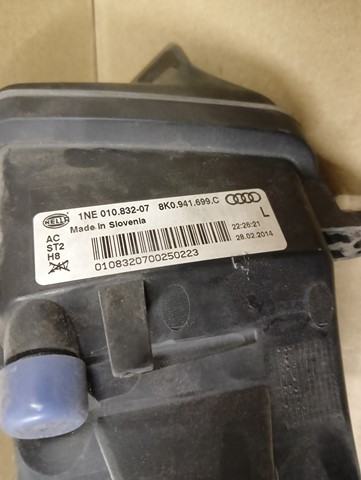 HELLA
1NE 010.832-07 8K0.941.699.C
Made in Slovenia
AC
ST2
H8
22:26:21
28.02.2014
L
0108320700250223